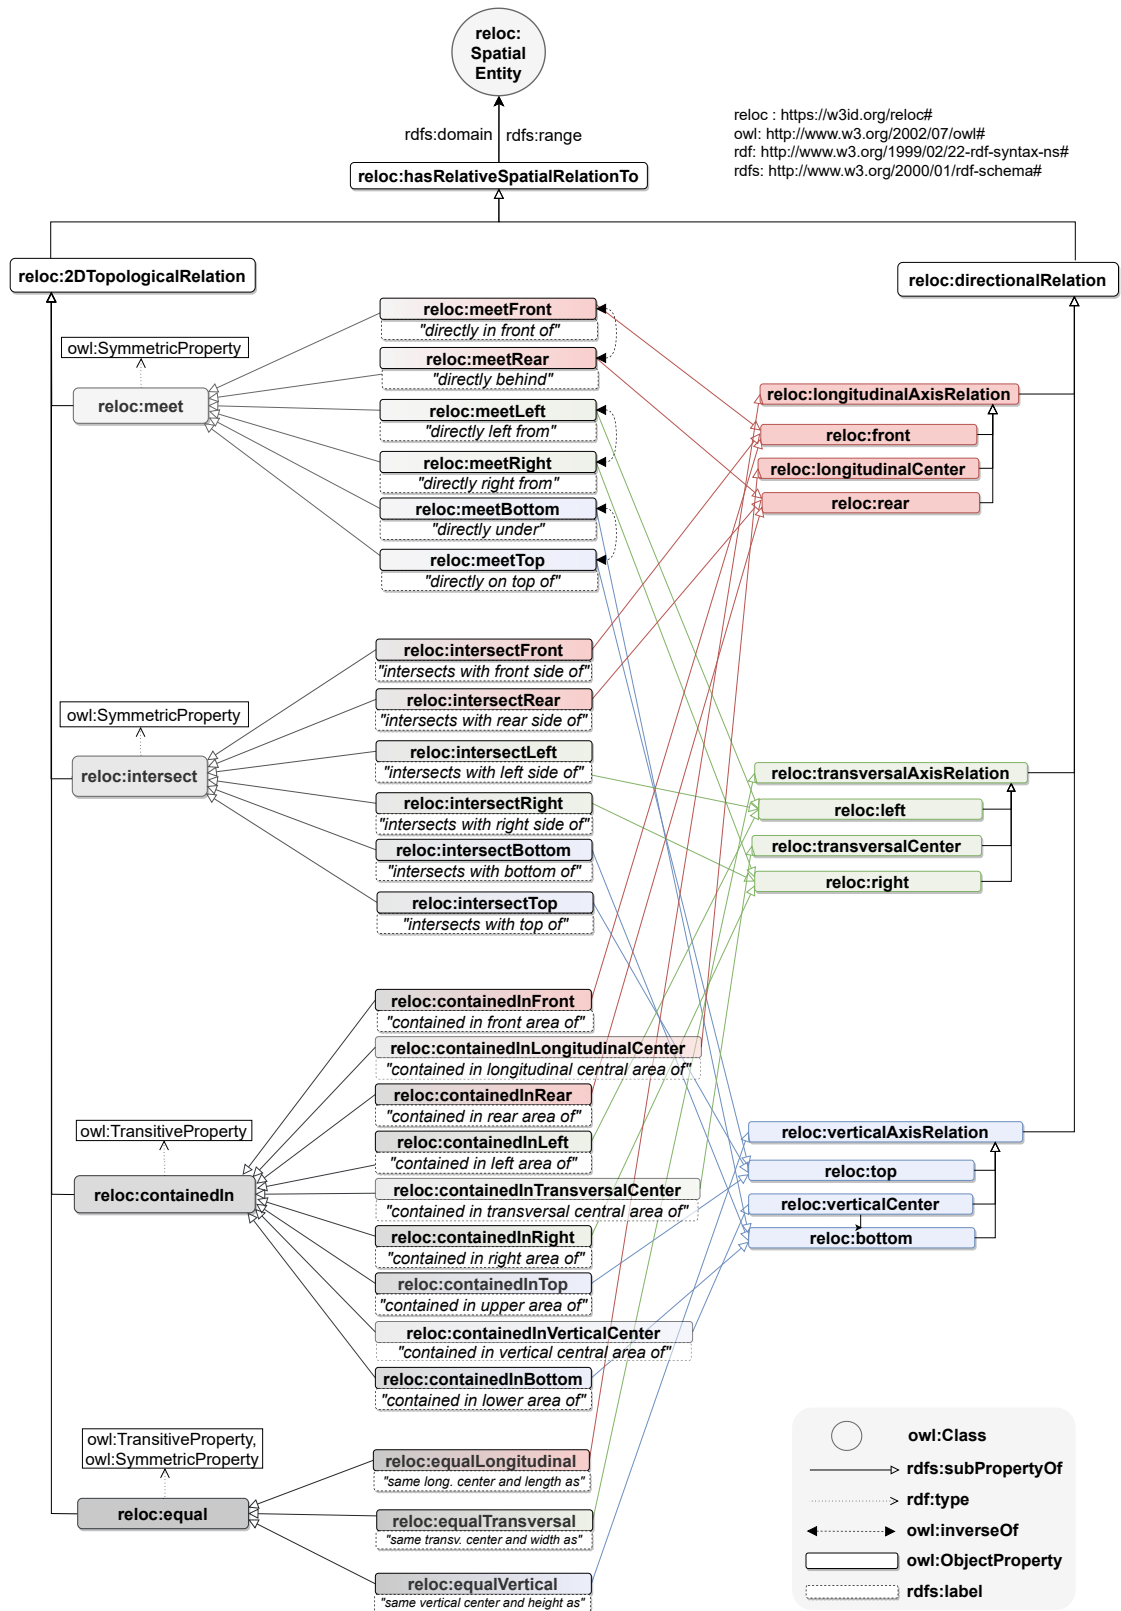 reloc:
Spatial
Entity
rdfs:domain
rdfs:range
reloc : https://w3id.org/reloc#
owl: http://www.w3.org/2002/07/owl#
rdf: http://www.w3.org/1999/02/22-rdf-syntax-ns#
rdfs: http://www.w3.org/2000/01/rdf-schema#
reloc:hasRelativeSpatialRelationTo
reloc:2DTopologicalRelation
reloc:directionalRelation
owl:SymmetricProperty
reloc:meet
reloc:meetFront
"directly in front of"
reloc:meetRear
"directly behind"
reloc:meetLeft
"directly left from"
reloc:meetRight
"directly right from"
reloc:meetBottom
"directly under"
reloc:meetTop
"directly on top of"
reloc:longitudinalAxisRelation
reloc:front
reloc:longitudinalCenter
reloc:rear
owl:SymmetricProperty
reloc:intersect
reloc:intersectFront
"intersects with front side of"
reloc:intersectRear
"intersects with rear side of"
reloc:intersectLeft
"intersects with left side of"
reloc:intersectRight
"intersects with right side of"
reloc:intersectBottom
"intersects with bottom of"
reloc:intersectTop
"intersects with top of"
reloc:transversalAxisRelation
reloc:left
reloc:transversalCenter
reloc:right
owl:TransitiveProperty
reloc:containedIn
reloc:containedInFront
"contained in front area of"
reloc:containedInLongitudinalCenter
"contained in longitudinal central area of"
reloc:containedInRear
"contained in rear area of"
reloc:containedInLeft
"contained in left area of"
reloc:containedInTransversalCenter
"contained in transversal central area of"
reloc:containedInRight
"contained in right area of"
reloc:containedInTop
"contained in upper area of"
reloc:containedInVerticalCenter
"contained in vertical central area of"
reloc:containedInBottom
"contained in lower area of"
reloc:verticalAxisRelation
reloc:top
reloc:verticalCenter
reloc:bottom
owl:TransitiveProperty,
owl:SymmetricProperty
reloc:equal
reloc:equalLongitudinal
"same long. center and length as"
reloc:equalTransversal
"same transv. center and width as"
reloc:equalVertical
"same vertical center and height as"
owl:Class
rdfs:subPropertyOf
rdf:type
owl:inverseOf
owl:ObjectProperty
rdfs:label